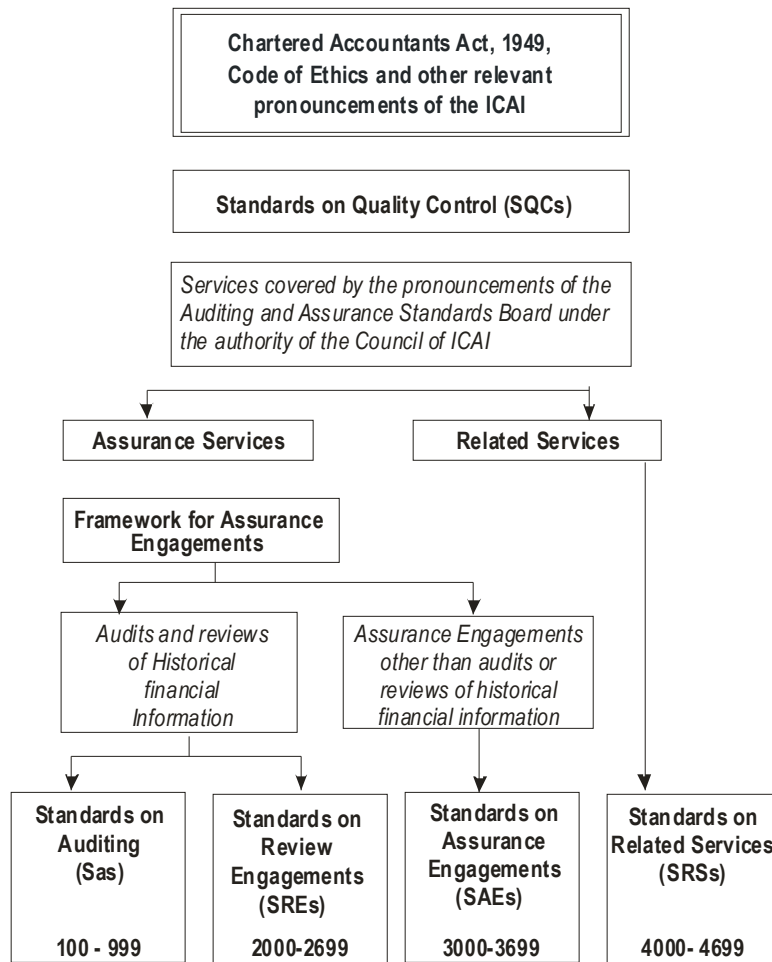 Chartered Accountants Act, 1949,
Code of Ethics and other relevant
pronouncements of the ICAI
Standards on Quality Control (SQCs)
Services covered by the pronouncements of the
Auditing and Assurance Standards Board under
the authority of the Council of ICAI
Assurance Services
Related Services
Framework for Assurance
Engagements
Audits and reviews
of Historical
financial
Information
Assurance Engagements
other than audits or
reviews of historical
financial information
Standards on
Auditing
(Sas)
100 - 999
Standards on
Review
Engagements
(SREs)
2000-2699
Standards on
Assurance
Engagements
(SAEs)
3000-3699
Standards on
Related Services
(SRSs)
4000- 4699